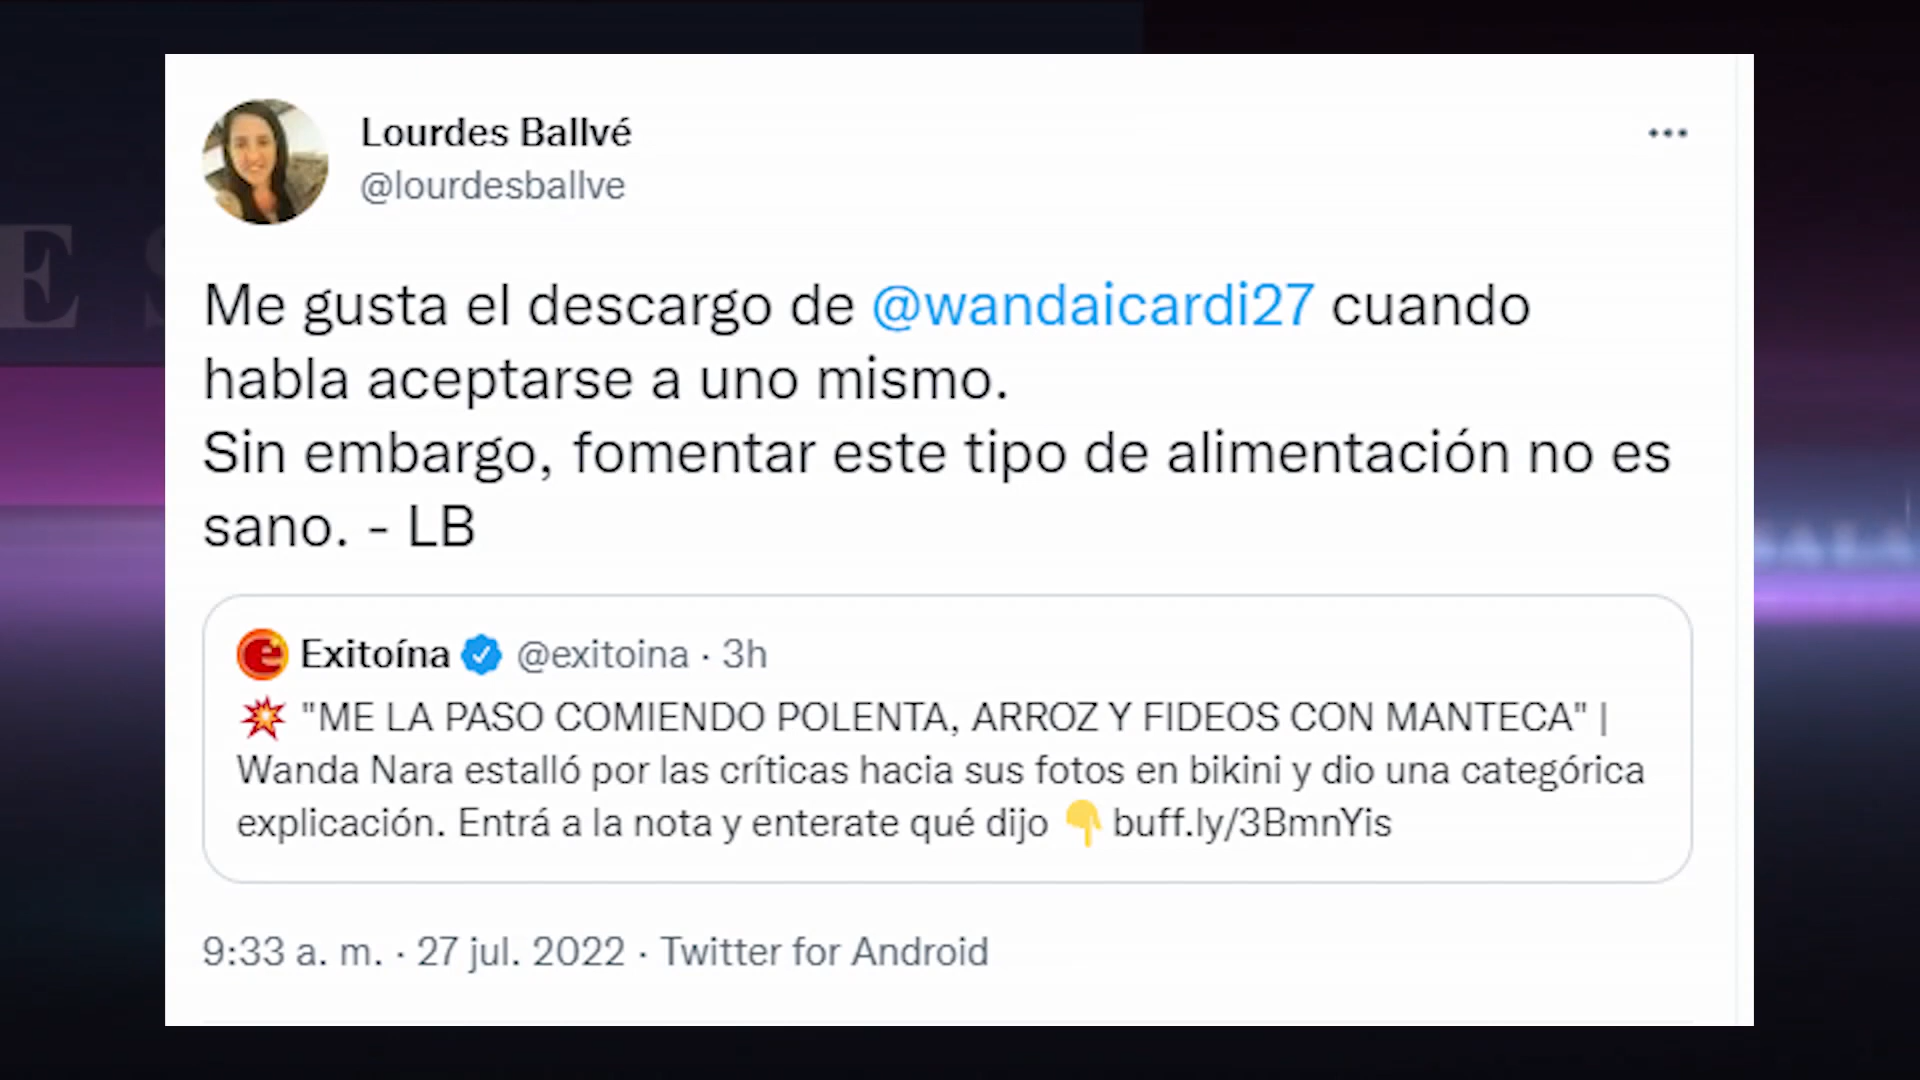 Lourdes Ballvé
@lourdesballve
Me gusta el descargo de @wandaicardi27 cuando
habla aceptarse a uno mismo.
Sin embargo, fomentar este tipo de alimentación no es
sano. - LB
Exitoína @exitoina · 3h
💥 "ME LA PASO COMIENDO POLENTA, ARROZ Y FIDEOS CON MANTECA" |
Wanda Nara estalló por las críticas hacia sus fotos en bikini y dio una categórica
explicación. Entrá a la nota y enterate qué dijo 👇 buff.ly/3BmnYis
9:33 a. m. · 27 jul. 2022 · Twitter for Android